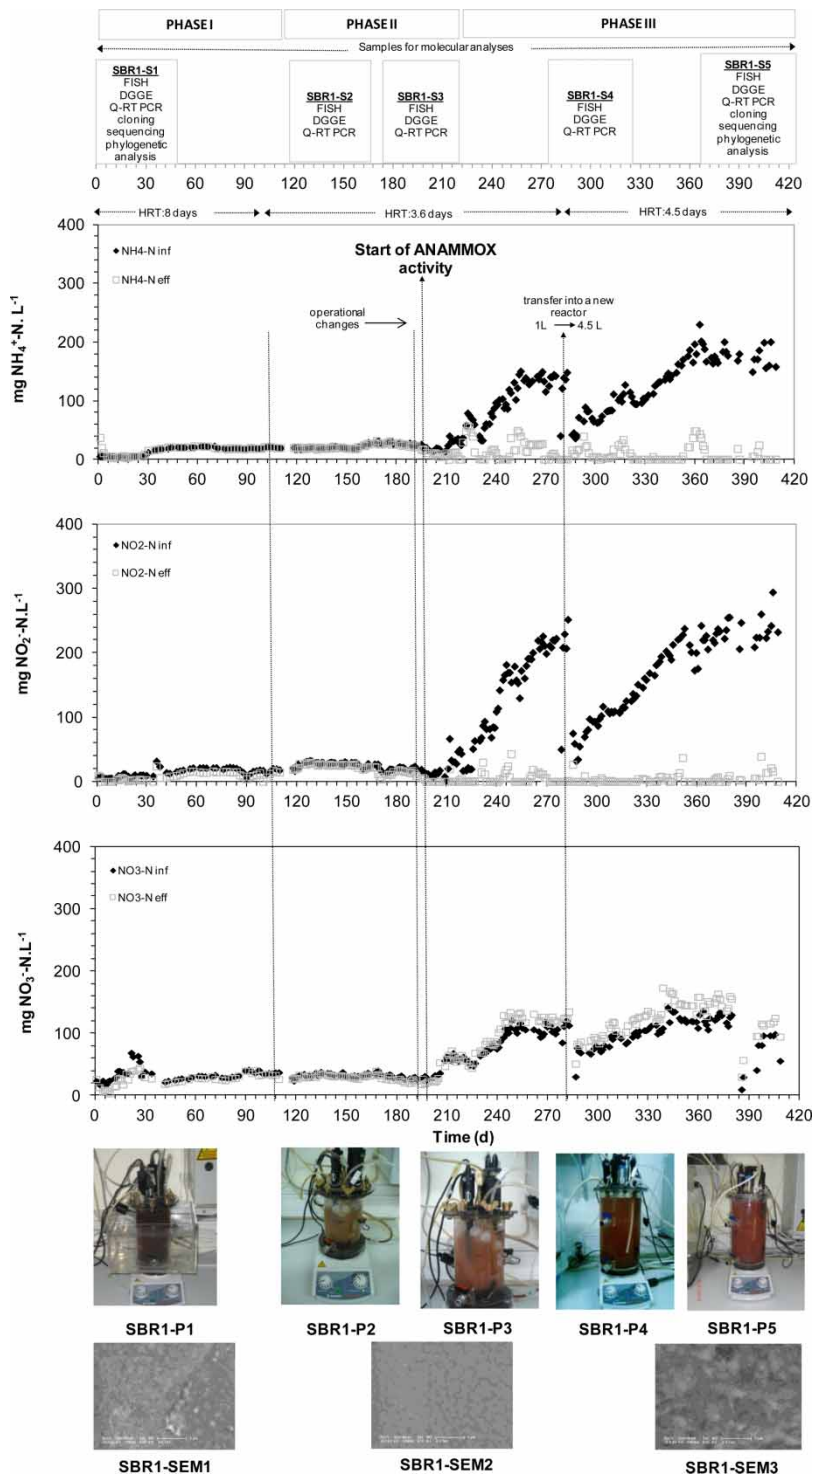 PHASE I PHASE II PHASE III
Samples for molecular analyses
SBR1-S1
FISH
DGGE
Q-RT PCR
cloning
sequencing
phylogenetic
analysis
SBR1-S2
FISH
DGGE
Q-RT PCR
SBR1-S3
FISH
DGGE
Q-RT PCR
SBR1-S4
FISH
DGGE
Q-RT PCR
SBR1-S5
FISH
DGGE
Q-RT PCR
cloning
sequencing
phylogenetic
analysis
0 30 60 90 120 150 180 210 240 270 300 330 360 390 420
HRT:8 days HRT:3.6 days HRT:4.5 days
mg NH₄⁺-N. L⁻¹
400
300
200
100
0
NH4-N inf
NH4-N eff
Start of ANAMMOX
activity
operational
changes
transfer into a new
reactor
1L 4.5 L
0 30 60 90 120 150 180 210 240 270 300 330 360 390 420
mg NO₂⁻-N.L⁻¹
400
300
200
100
0
NO2-N inf
NO2-N eff
0 30 60 90 120 150 180 210 240 270 300 330 360 390 420
mg NO₃⁻-N.L⁻¹
400
300
200
100
0
NO3-N inf
NO3-N eff
0 30 60 90 120 150 180 210 240 270 300 330 360 390 420
Time (d)
SBR1-P1 SBR1-P2 SBR1-P3 SBR1-P4 SBR1-P5
SBR1-SEM1 SBR1-SEM2 SBR1-SEM3